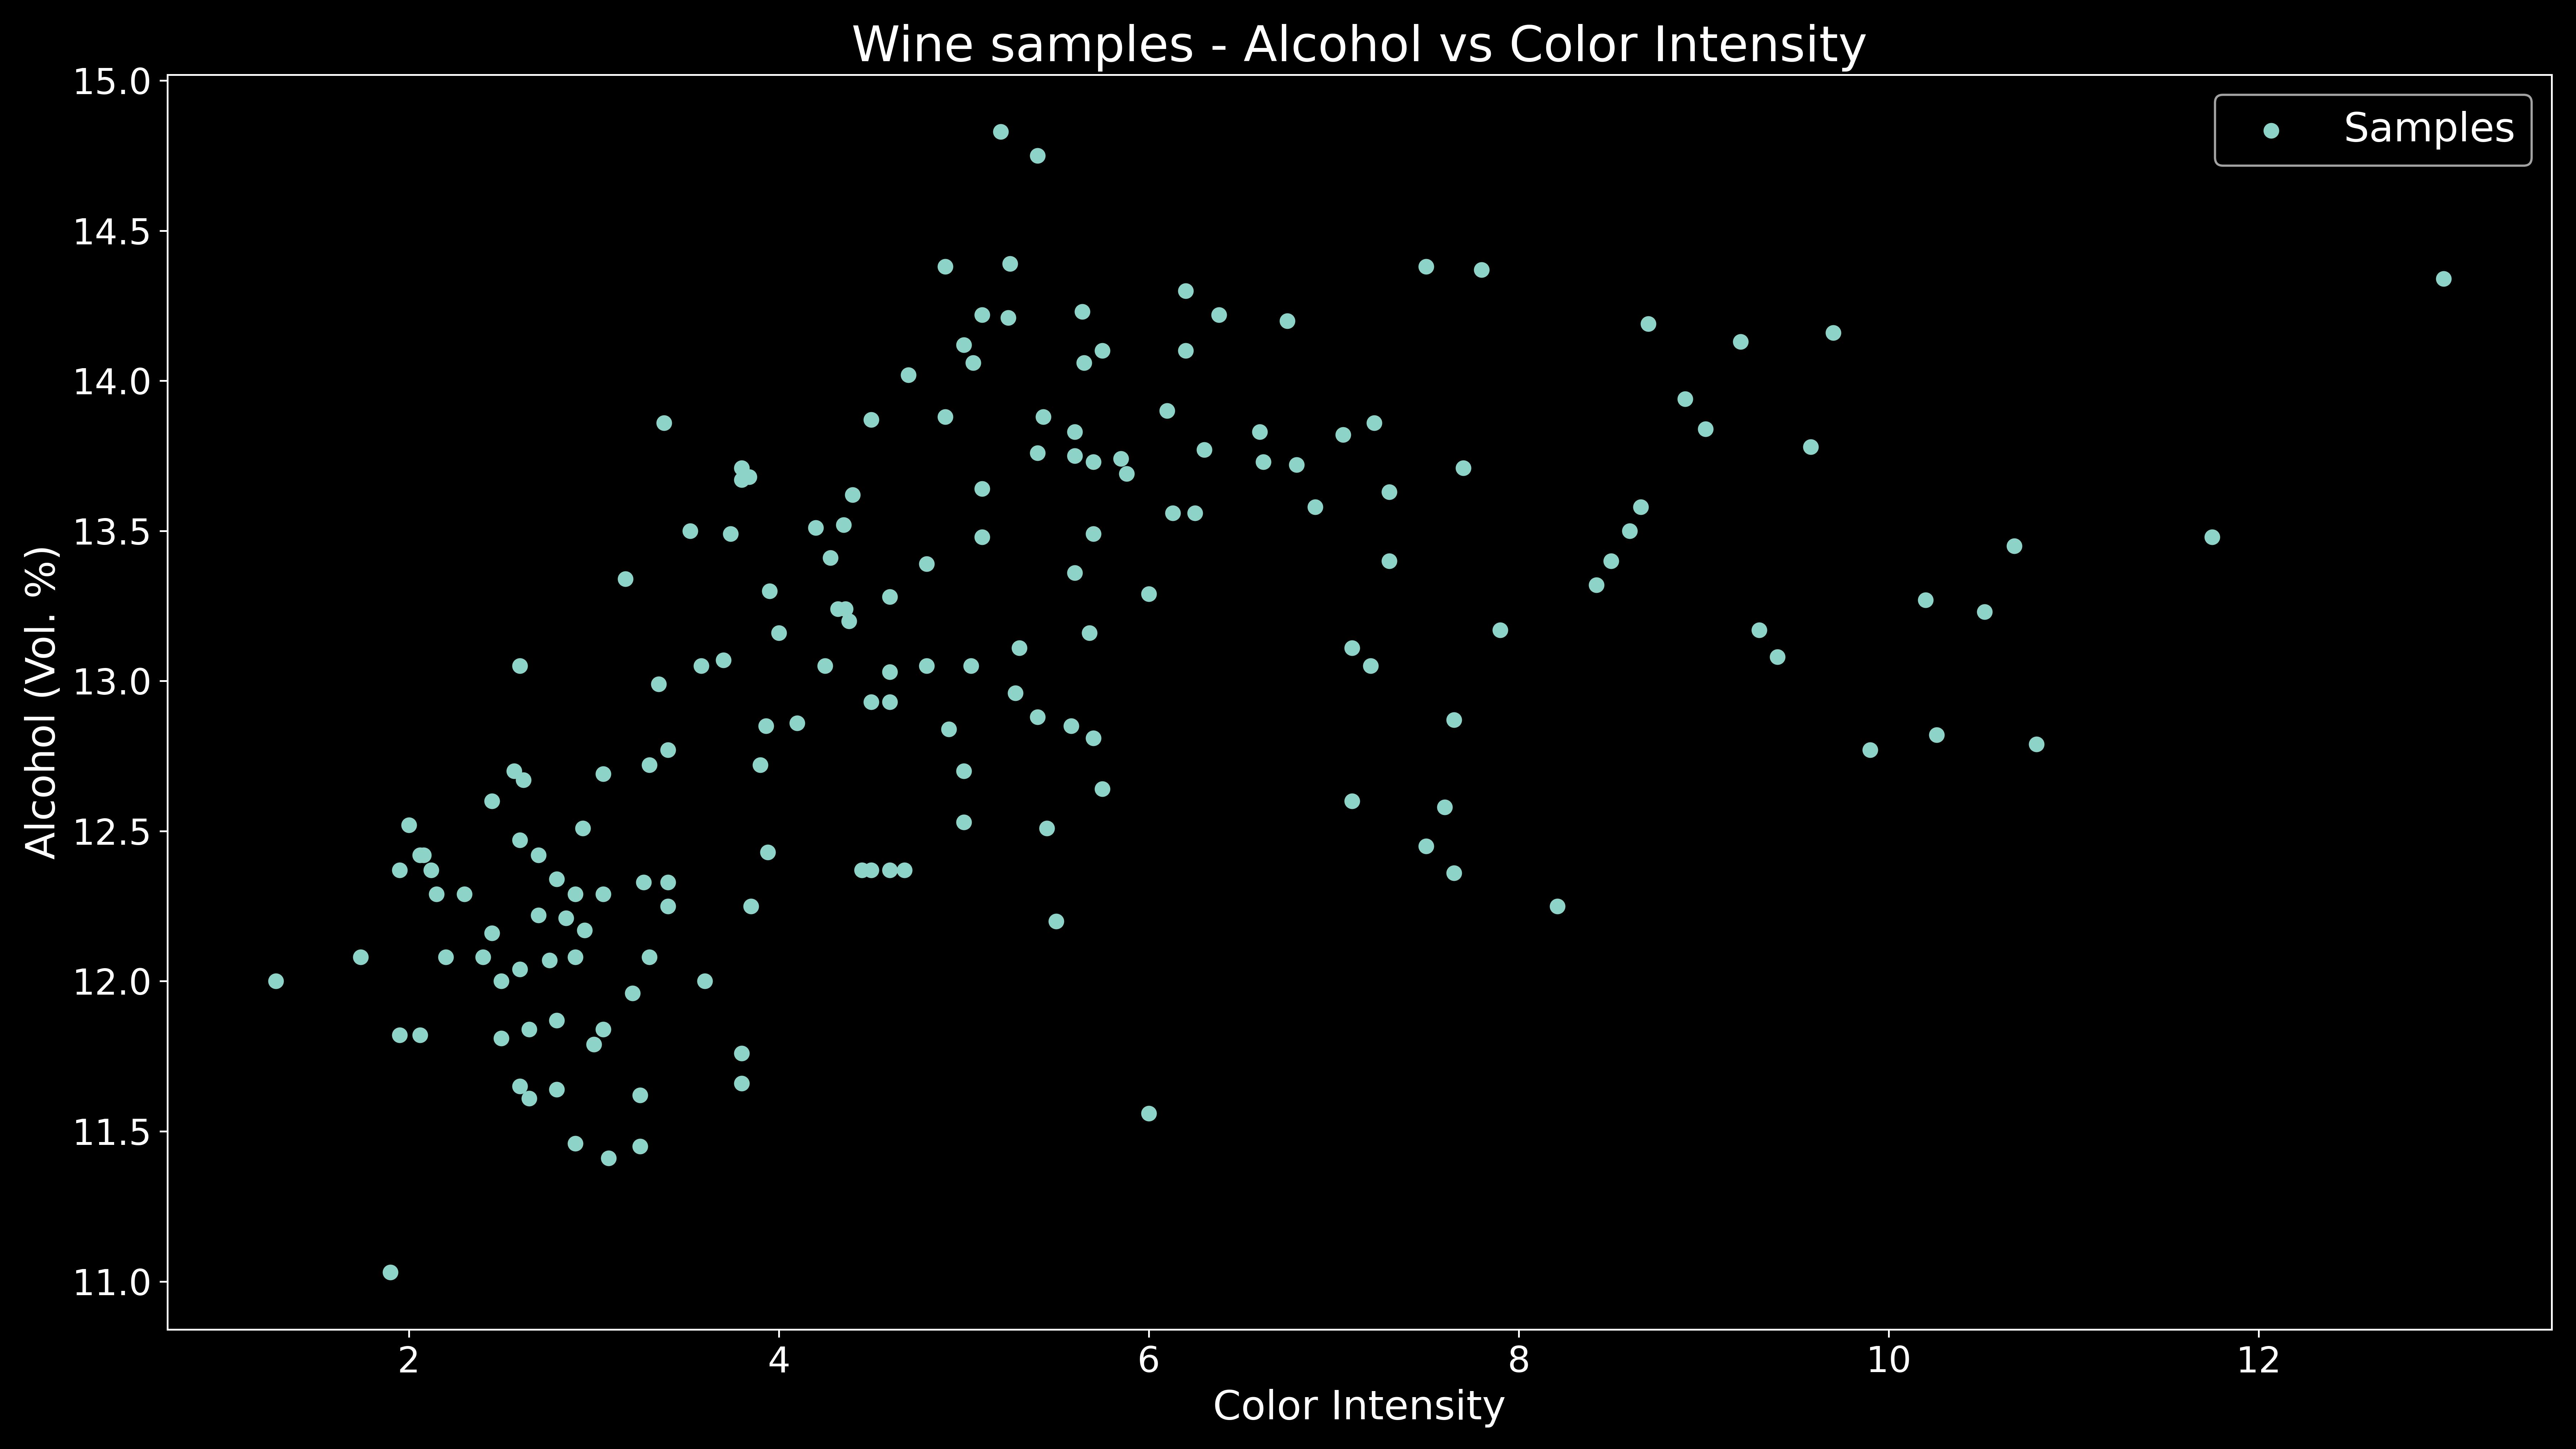 Wine samples - Alcohol vs Color Intensity
Samples
Alcohol (Vol. %)
15.0
14.5
14.0
13.5
13.0
12.5
12.0
11.5
11.0
2 4 6 8 10 12
Color Intensity